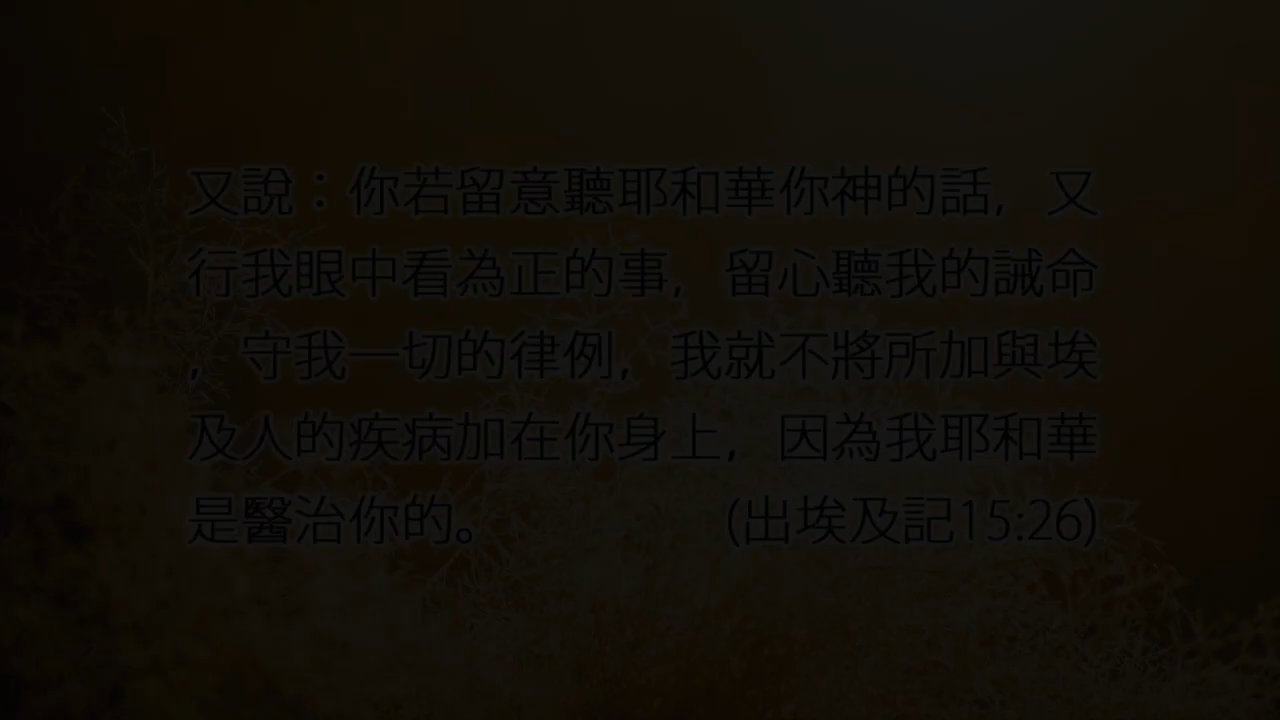 又說：你若留意聽耶和華你神的話，又
行我眼中看為正的事，留心聽我的誡命
，守我一切的律例，我就不將所加與埃
及人的疾病加在你身上，因為我耶和華
是醫治你的。 (出埃及記15:26)